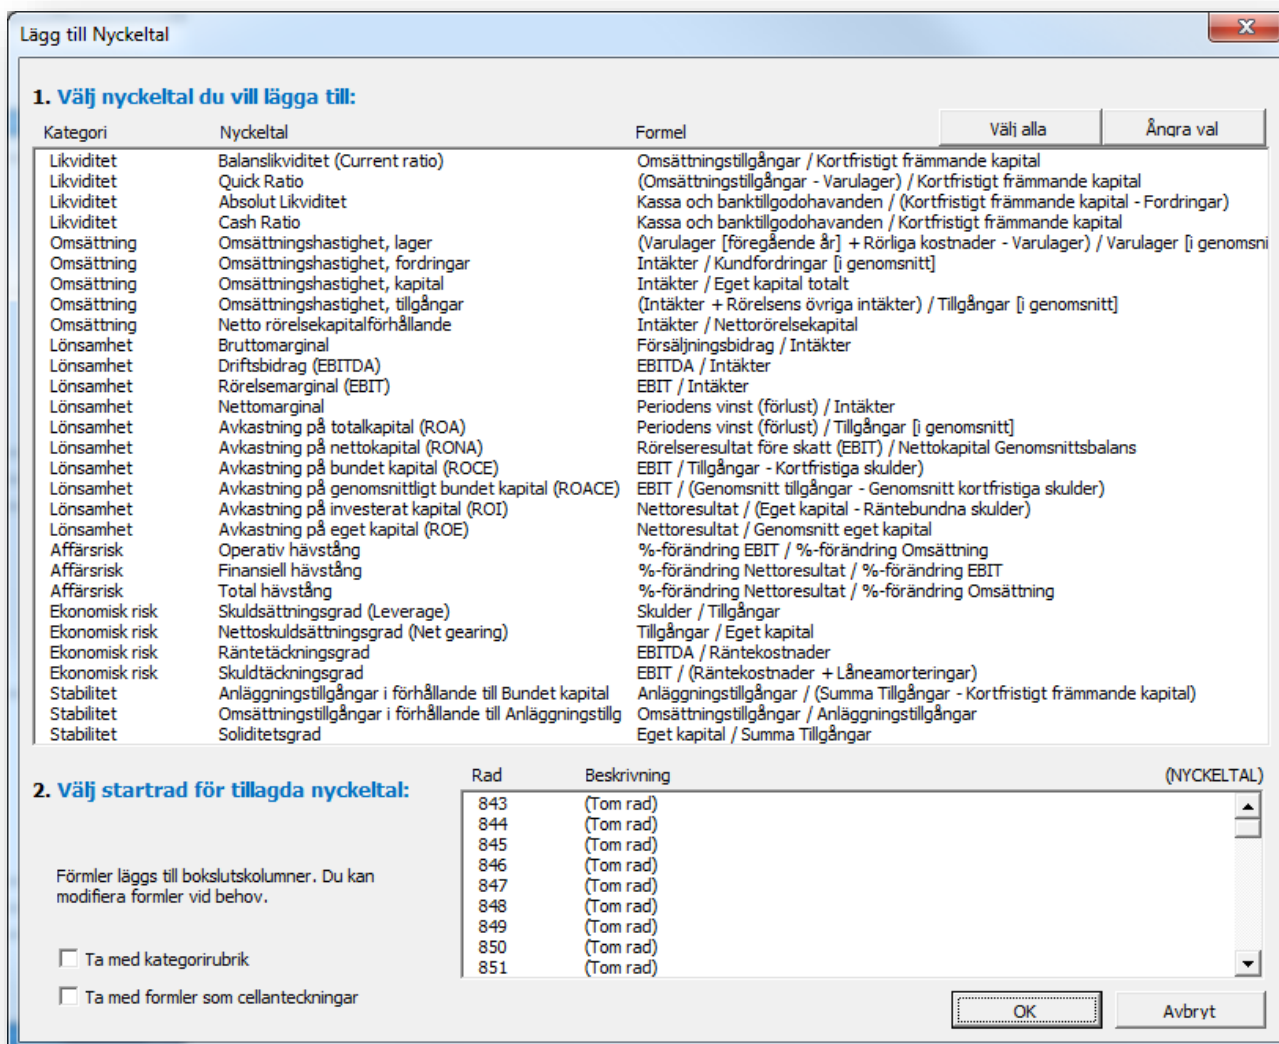 Lägg till Nyckeltal
1. Välj nyckeltal du vill lägga till:
Kategori Nyckeltal Formel Välj alla Ångra val
Likviditet Balanslikviditet (Current ratio) Omsättningstillgångar / Kortfristigt främmande kapital
Likviditet Quick Ratio (Omsättningstillgångar - Varulager) / Kortfristigt främmande kapital
Likviditet Absolut Likviditet Kassa och banktillgodohavanden / (Kortfristigt främmande kapital - Fordringar)
Likviditet Cash Ratio Kassa och banktillgodohavanden / Kortfristigt främmande kapital
Omsättning Omsättningshastighet, lager (Varulager [föregående år] + Rörliga kostnader - Varulager) / Varulager [i genomsni
Omsättning Omsättningshastighet, fordringar Intäkter / Kundfordringar [i genomsnitt]
Omsättning Omsättningshastighet, kapital Intäkter / Eget kapital totalt
Omsättning Omsättningshastighet, tillgångar (Intäkter + Rörelsens övriga intäkter) / Tillgångar [i genomsnitt]
Omsättning Netto rörelsekapitalförhållande Intäkter / Nettorörelsekapital
Lönsamhet Bruttomarginal Försäljningsbidrag / Intäkter
Lönsamhet Driftsbidrag (EBITDA) EBITDA / Intäkter
Lönsamhet Rörelsemarginal (EBIT) EBIT / Intäkter
Lönsamhet Nettomarginal Periodens vinst (förlust) / Intäkter
Lönsamhet Avkastning på totalkapital (ROA) Periodens vinst (förlust) / Tillgångar [i genomsnitt]
Lönsamhet Avkastning på nettokapital (RONA) Rörelseresultat före skatt (EBIT) / Nettokapital Genomsnittsbalans
Lönsamhet Avkastning på bundet kapital (ROCE) EBIT / Tillgångar - Kortfristiga skulder)
Lönsamhet Avkastning på genomsnittligt bundet kapital (ROACE) EBIT / (Genomsnitt tillgångar - Genomsnitt kortfristiga skulder)
Lönsamhet Avkastning på investerat kapital (ROI) Nettoresultat / (Eget kapital - Räntebundna skulder)
Lönsamhet Avkastning på eget kapital (ROE) Nettoresultat / Genomsnitt eget kapital
Affärsrisk Operativ hävstång %-förändring EBIT / %-förändring Omsättning
Affärsrisk Finansiell hävstång %-förändring Nettoresultat / %-förändring EBIT
Affärsrisk Total hävstång %-förändring Nettoresultat / %-förändring Omsättning
Ekonomisk risk Skuldsättningsgrad (Leverage) Skulder / Tillgångar
Ekonomisk risk Nettoskuldsättningsgrad (Net gearing) Tillgångar / Eget kapital
Ekonomisk risk Räntetäckningsgrad EBITDA / Räntekostnader
Ekonomisk risk Skuldtäckningsgrad EBIT / (Räntekostnader + Låneamorteringar)
Stabilitet Anläggningstillgångar i förhållande till Bundet kapital Anläggningstillgångar / (Summa Tillgångar - Kortfristigt främmande kapital)
Stabilitet Omsättningstillgångar i förhållande till Anläggningstillg Omsättningstillgångar / Anläggningstillgångar
Stabilitet Soliditetsgrad Eget kapital / Summa Tillgångar
2. Välj startrad för tillagda nyckeltal:
Rad Beskrivning (NYCKELTAL)
843 (Tom rad)
844 (Tom rad)
845 (Tom rad)
846 (Tom rad)
847 (Tom rad)
848 (Tom rad)
849 (Tom rad)
850 (Tom rad)
851 (Tom rad)
Förmler läggs till bokslutskolumner. Du kan
modifiera formler vid behov.
Ta med kategorirubrik
Ta med formler som cellanteckningar
OK Avbryt